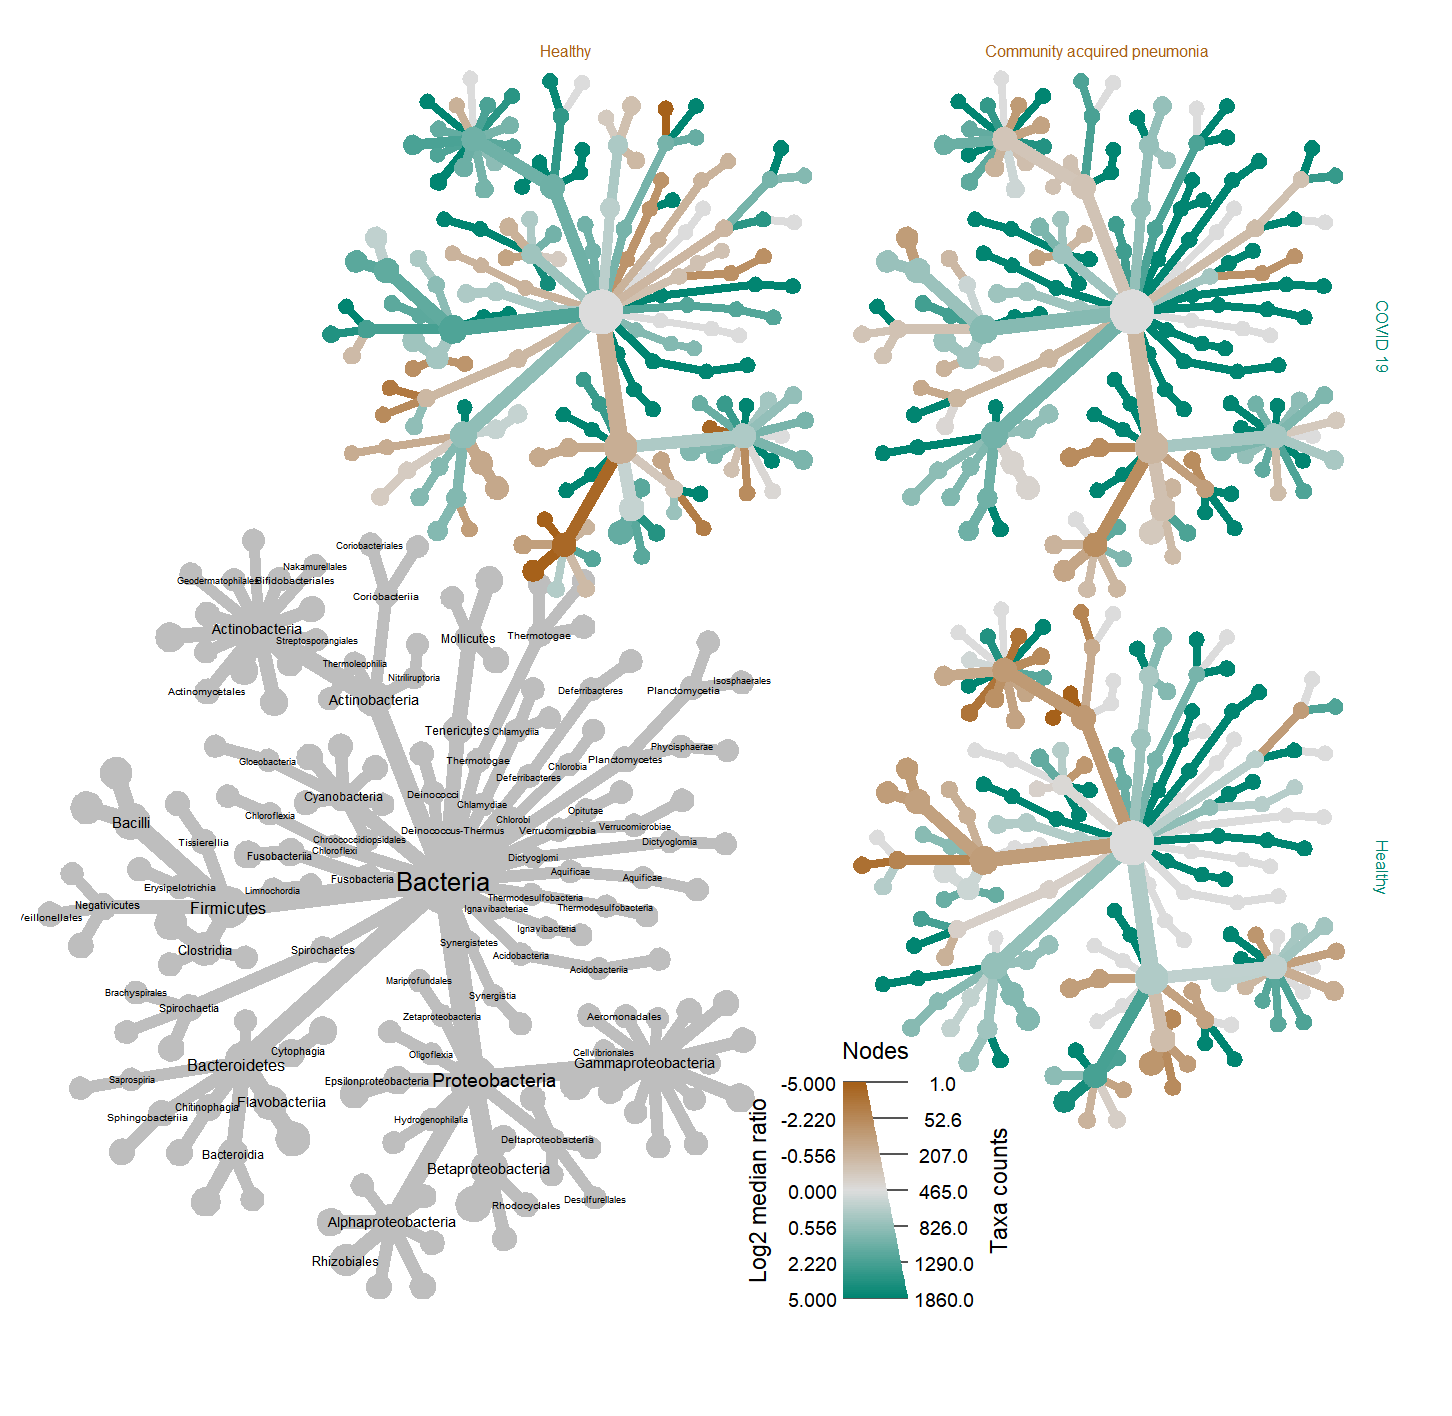 Healthy
Community acquired pneumonia
COVID 19
Healthy
Coriobacteriales
Nakamurellales
Geodermatophilales
Bifidobacteriales
Coriobacteriia
Actinobacteria
Streptosporangiales
Mollicutes
Thermotogae
Thermoleophilia
Nitriliruptoria
Actinomycetales
Actinobacteria
Deferribacteres
Planctomycetia
Isosphaerales
Tenericutes
Chlamydiia
Phycisphaerae
Gloeobacteria
Thermotogae
Chlorobia
Planctomycetes
Deferribacteres
Cyanobacteria
Deinococci
Chlamydiae
Opitutae
Chloroflexia
Chlorobi
Bacilli
Deinococcus-Thermus
Verrucomicrobia
Verrucomicrobiae
Tissierellia
Chroococcidiopsidales
Chloroflexi
Dictyoglomia
Fusobacteriia
Dictyoglomi
Aquificae
Aquificae
Fusobacteria
Bacteria
Erysipelotrichia
Limnochordia
Thermodesulfobacteria
Negativicutes
Firmicutes
Ignavibacteriae
Thermodesulfobacteria
Veillonellales
Ignavibacteria
Clostridia
Spirochaetes
Synergistetes
Acidobacteria
Acidobacteriia
Mariprofundales
Brachyspirales
Synergistia
Spirochaetia
Zetaproteobacteria
Aeromonadales
Cytophagia
Oligoflexia
Cellvibrionales
Bacteroidetes
Gammaproteobacteria
Saprospiria
Epsilonproteobacteria
Proteobacteria
Chitinophagia
Flavobacteriia
Sphingobacteriia
Hydrogenophilalia
Deltaproteobacteria
Bacteroidia
Betaproteobacteria
Rhodocyclales
Desulfurellales
Alphaproteobacteria
Rhizobiales
Nodes
Log2 median ratio
Taxa counts
-5.000 1.0
-2.220 52.6
-0.556 207.0
0.000 465.0
0.556 826.0
2.220 1290.0
5.000 1860.0